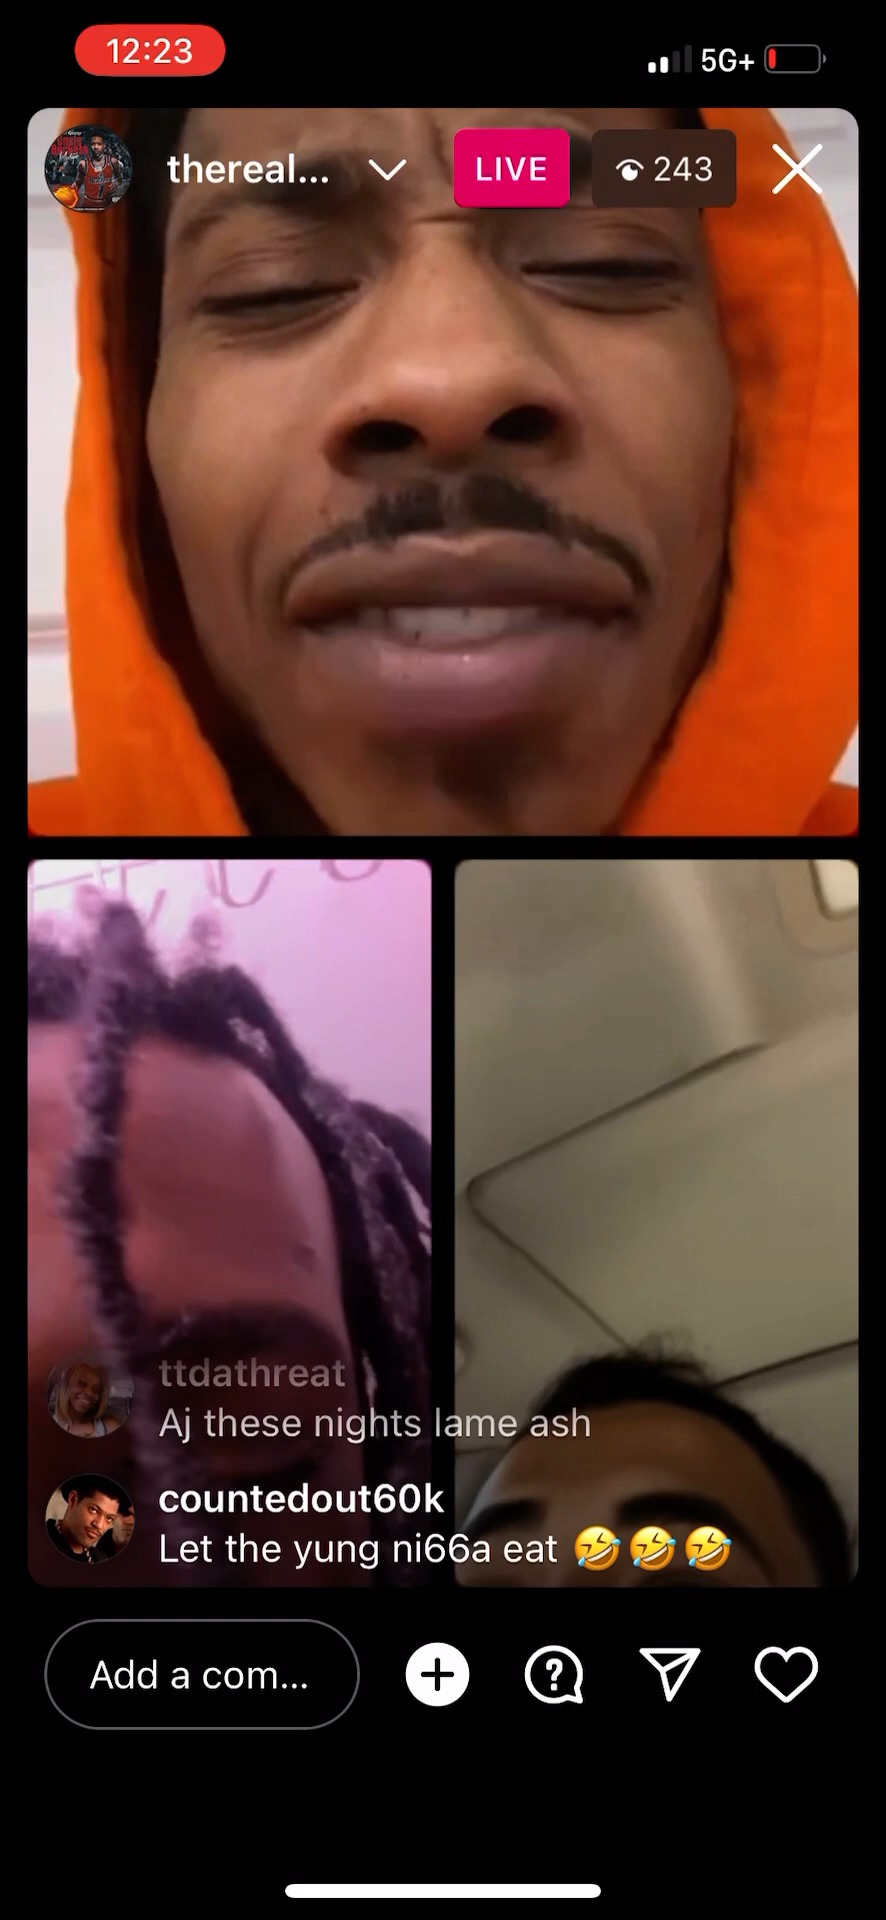 12:23
5G+
thereal...
LIVE
243
ttdathreat
Aj these nights lame ash
countedout60k
Let the yung ni66a eat 🤣🤣🤣
Add a com...